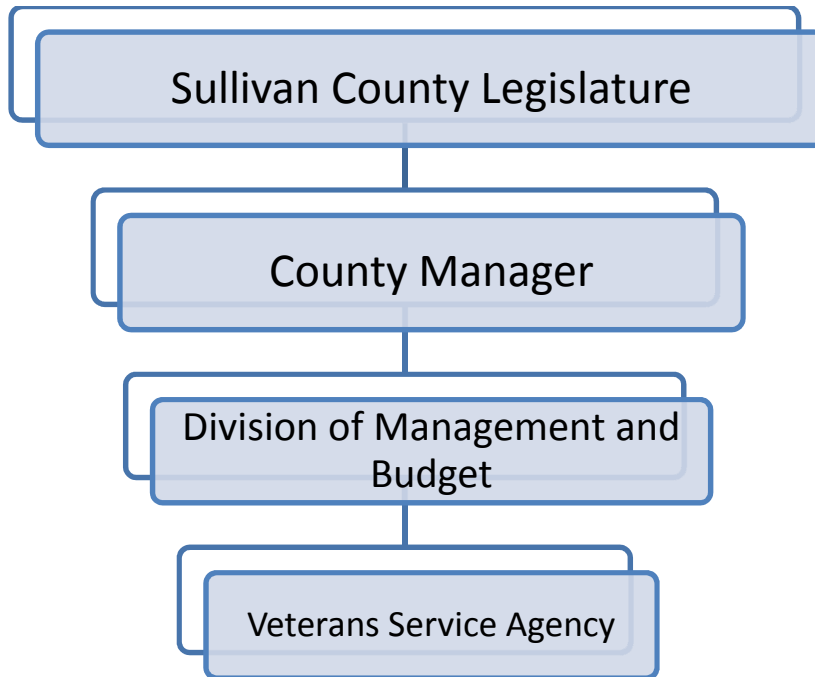 Sullivan County Legislature
County Manager
Division of Management and
Budget
Veterans Service Agency